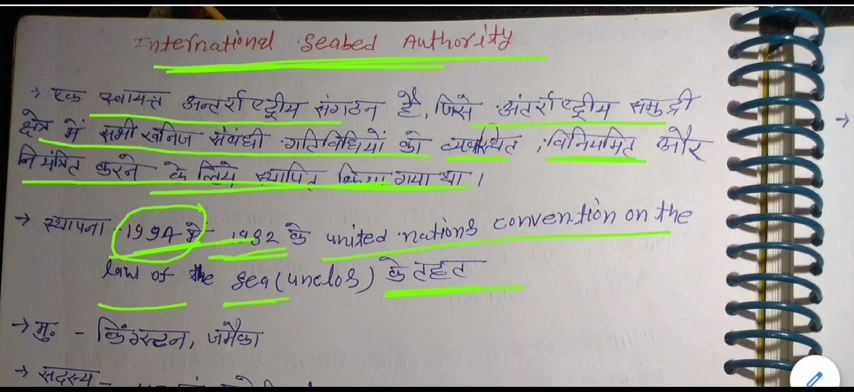 International Seabed Authority
→ एक स्वायत्त अन्तर्राष्ट्रीय संगठन है, जिसे अंतर्राष्ट्रीय समुद्री
क्षेत्र में सभी खनिज संबंधी गतिविधियों को व्यवस्थित, विनियमित और
नियंत्रित करने के लिये स्थापित किया गया था।
→ स्थापना 1994 में 1982 के united nations convention on the
law of the sea (unclos) के तहत
→ मु. - किंग्स्टन, जमैका
→ सदस्य -